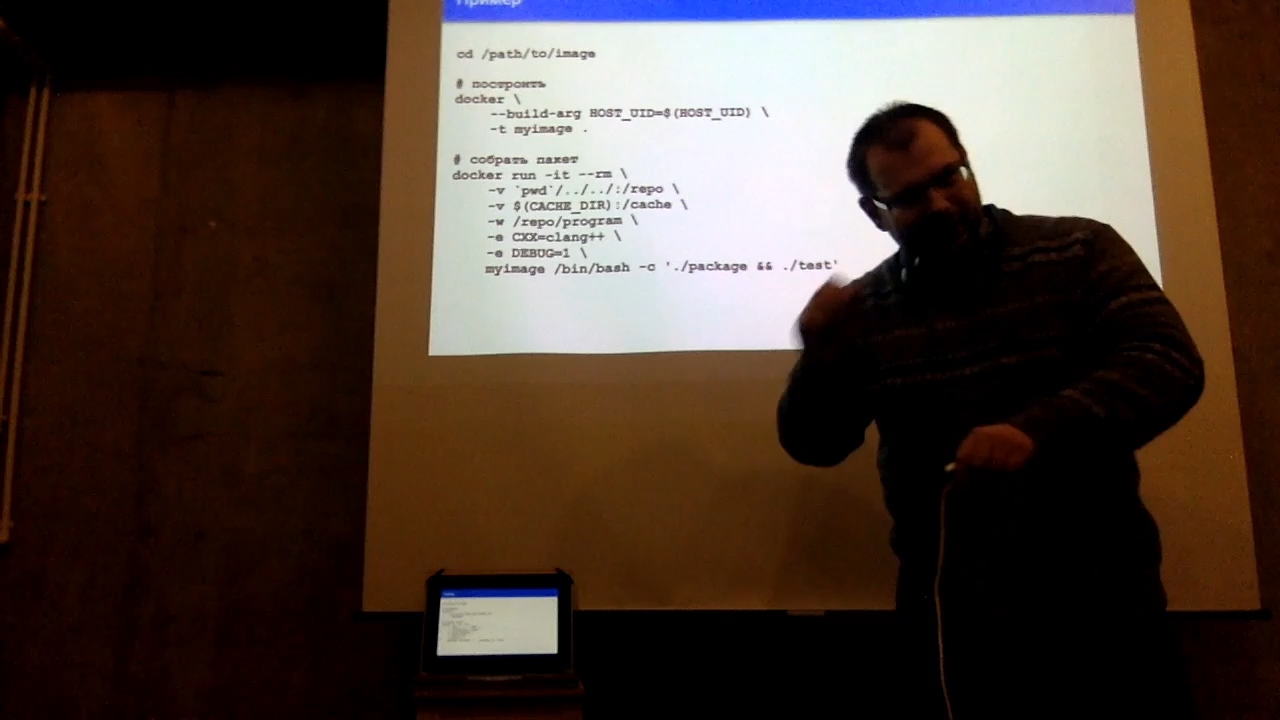 Пример
cd /path/to/image
# построить
docker \
--build-arg HOST_UID=$(HOST_UID) \
-t myimage .
# собрать пакет
docker run -it --rm \
-v `pwd`/../../:/repo \
-v $(CACHE_DIR):/cache \
-w /repo/program \
-e CXX=clang++ \
-e DEBUG=1 \
myimage /bin/bash -c './package && ./test'